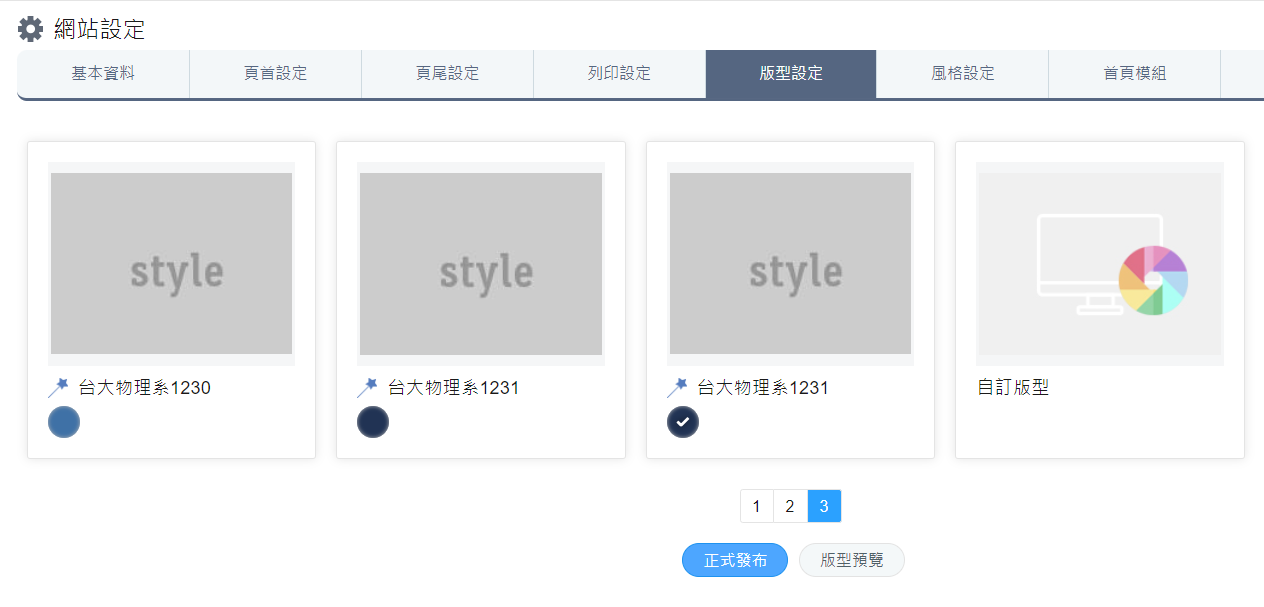 網站設定
基本資料 頁首設定 頁尾設定 列印設定 版型設定 風格設定 首頁模組
style style style
台大物理系1230 台大物理系1231 台大物理系1231 自訂版型
1 2 3
正式發布 版型預覽